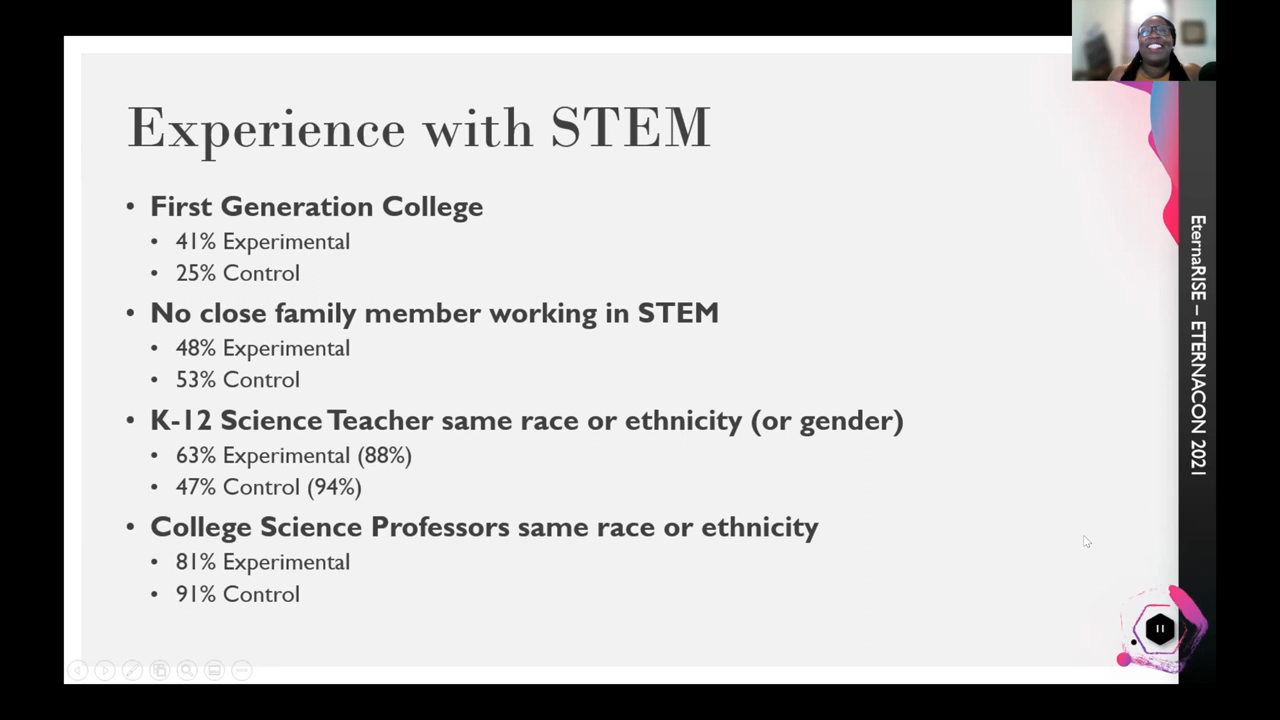 Experience with STEM
• First Generation College
• 41% Experimental
• 25% Control
• No close family member working in STEM
• 48% Experimental
• 53% Control
• K-12 Science Teacher same race or ethnicity (or gender)
• 63% Experimental (88%)
• 47% Control (94%)
• College Science Professors same race or ethnicity
• 81% Experimental
• 91% Control
EternaRISE – ETERNACON 2021
11